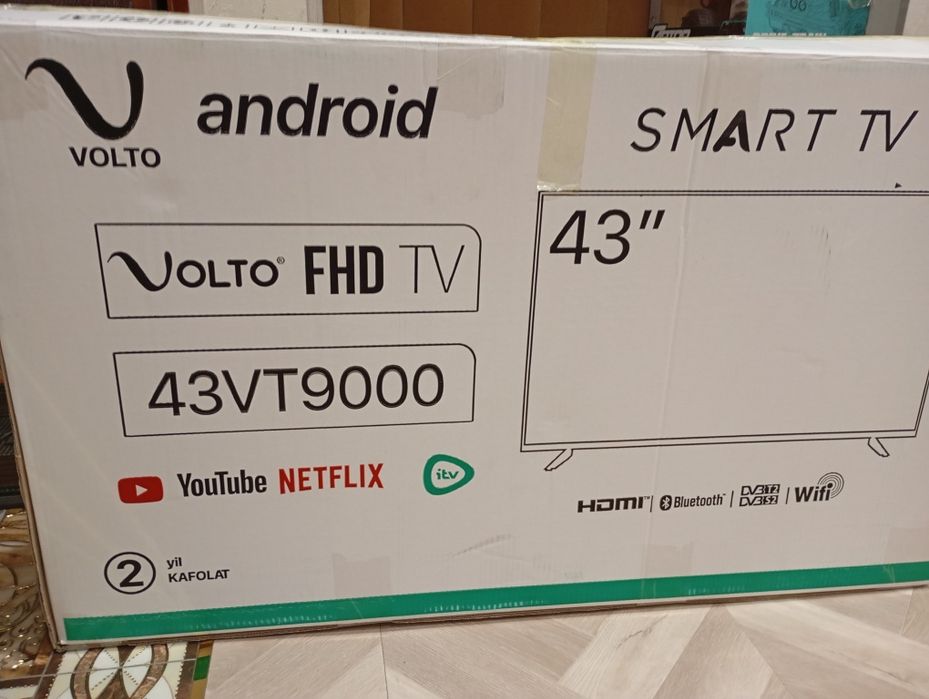 VOLTO
android
SMART TV
VOLTO® FHD TV
43"
43VT9000
YouTube NETFLIX itv
HDMI™ | Bluetooth™ | DVB T2 DVB S2 | Wifi
2 yil
KAFOLAT